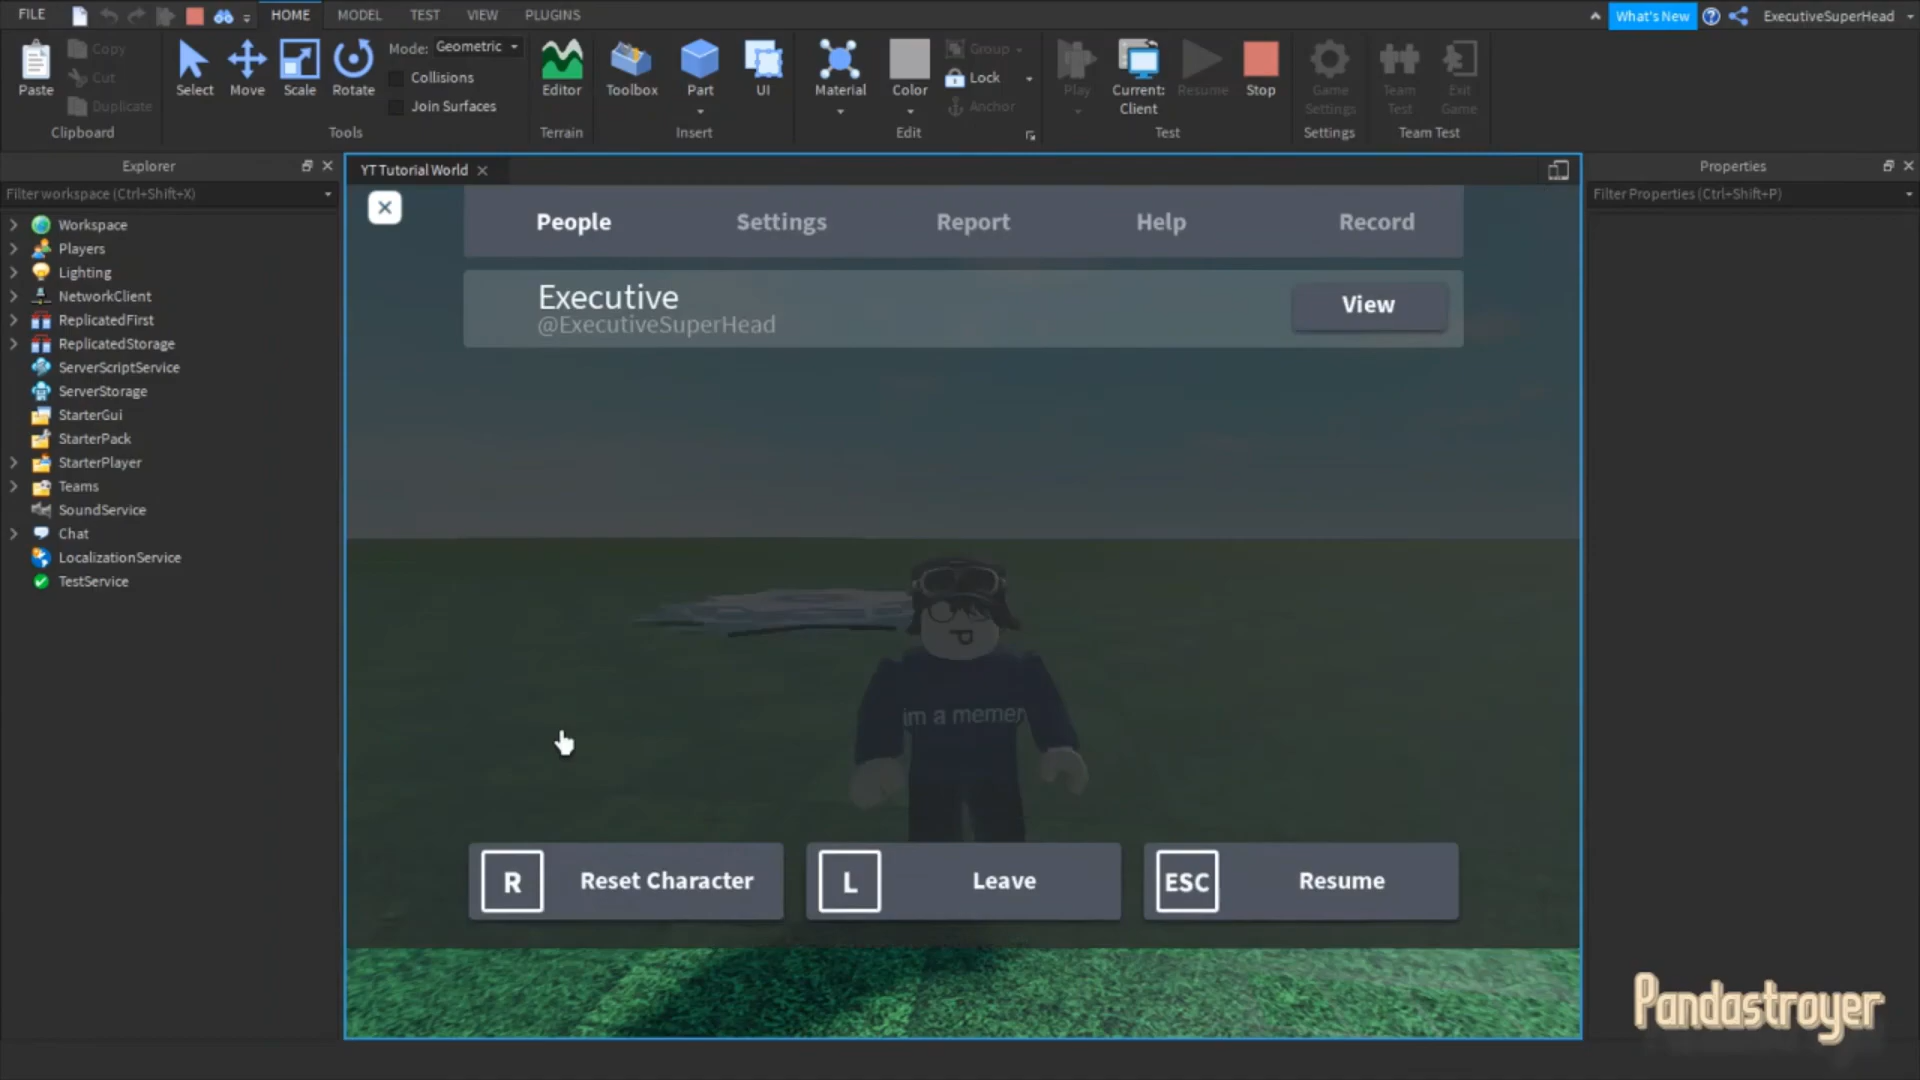 FILE HOME MODEL TEST VIEW PLUGINS What's New ExecutiveSuperHead
Paste Copy Cut Duplicate Clipboard
Select Move Scale Rotate Mode: Geometric Collisions Join Surfaces Tools
Editor Terrain
Toolbox Part UI Insert
Material Color Group Lock Anchor Edit
Play Current: Client Resume Stop Test
Game Settings Settings
Team Test Exit Game Team Test
Explorer
Filter workspace (Ctrl+Shift+X)
Workspace
Players
Lighting
NetworkClient
ReplicatedFirst
ReplicatedStorage
ServerScriptService
ServerStorage
StarterGui
StarterPack
StarterPlayer
Teams
SoundService
Chat
LocalizationService
TestService
YT Tutorial World
People Settings Report Help Record
Executive
@ExecutiveSuperHead
View
im a memer
R Reset Character L Leave ESC Resume
Properties
Filter Properties (Ctrl+Shift+P)
Pandastroyer